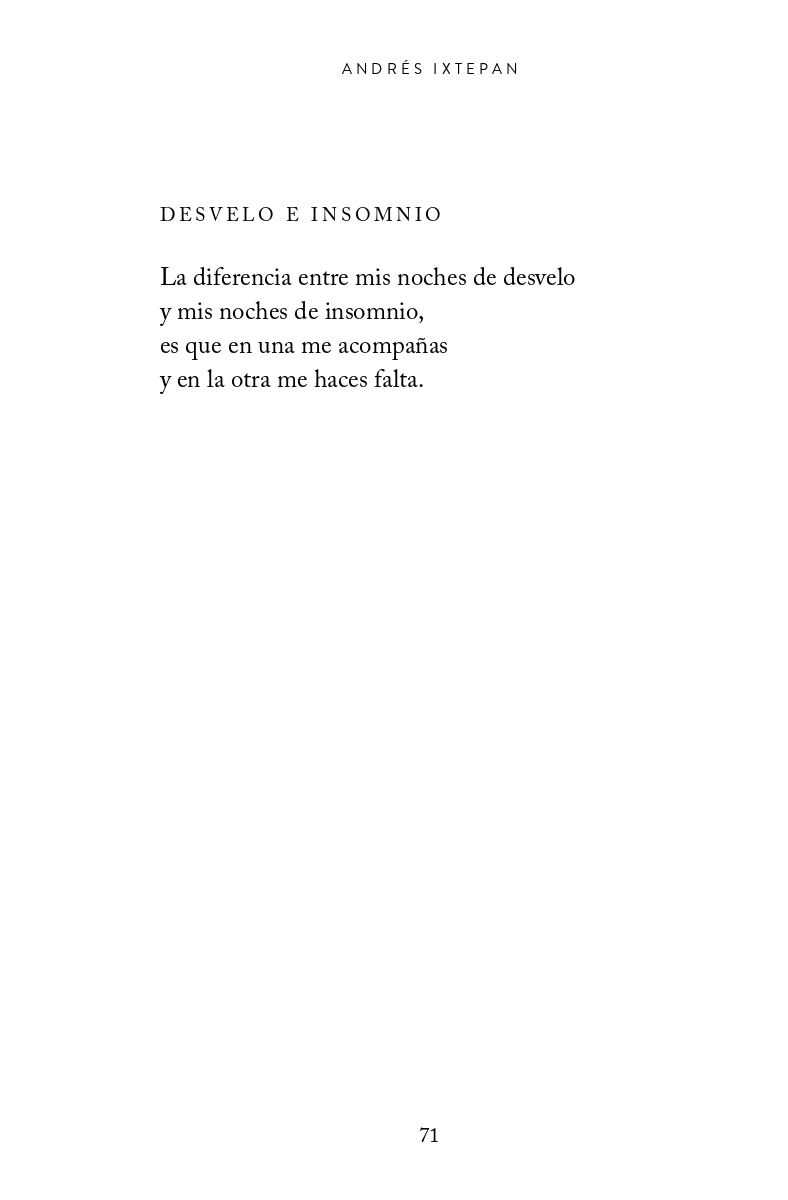 ANDRÉS IXTEPAN
DESVELO E INSOMNIO
La diferencia entre mis noches de desvelo
y mis noches de insomnio,
es que en una me acompañas
y en la otra me haces falta.
71